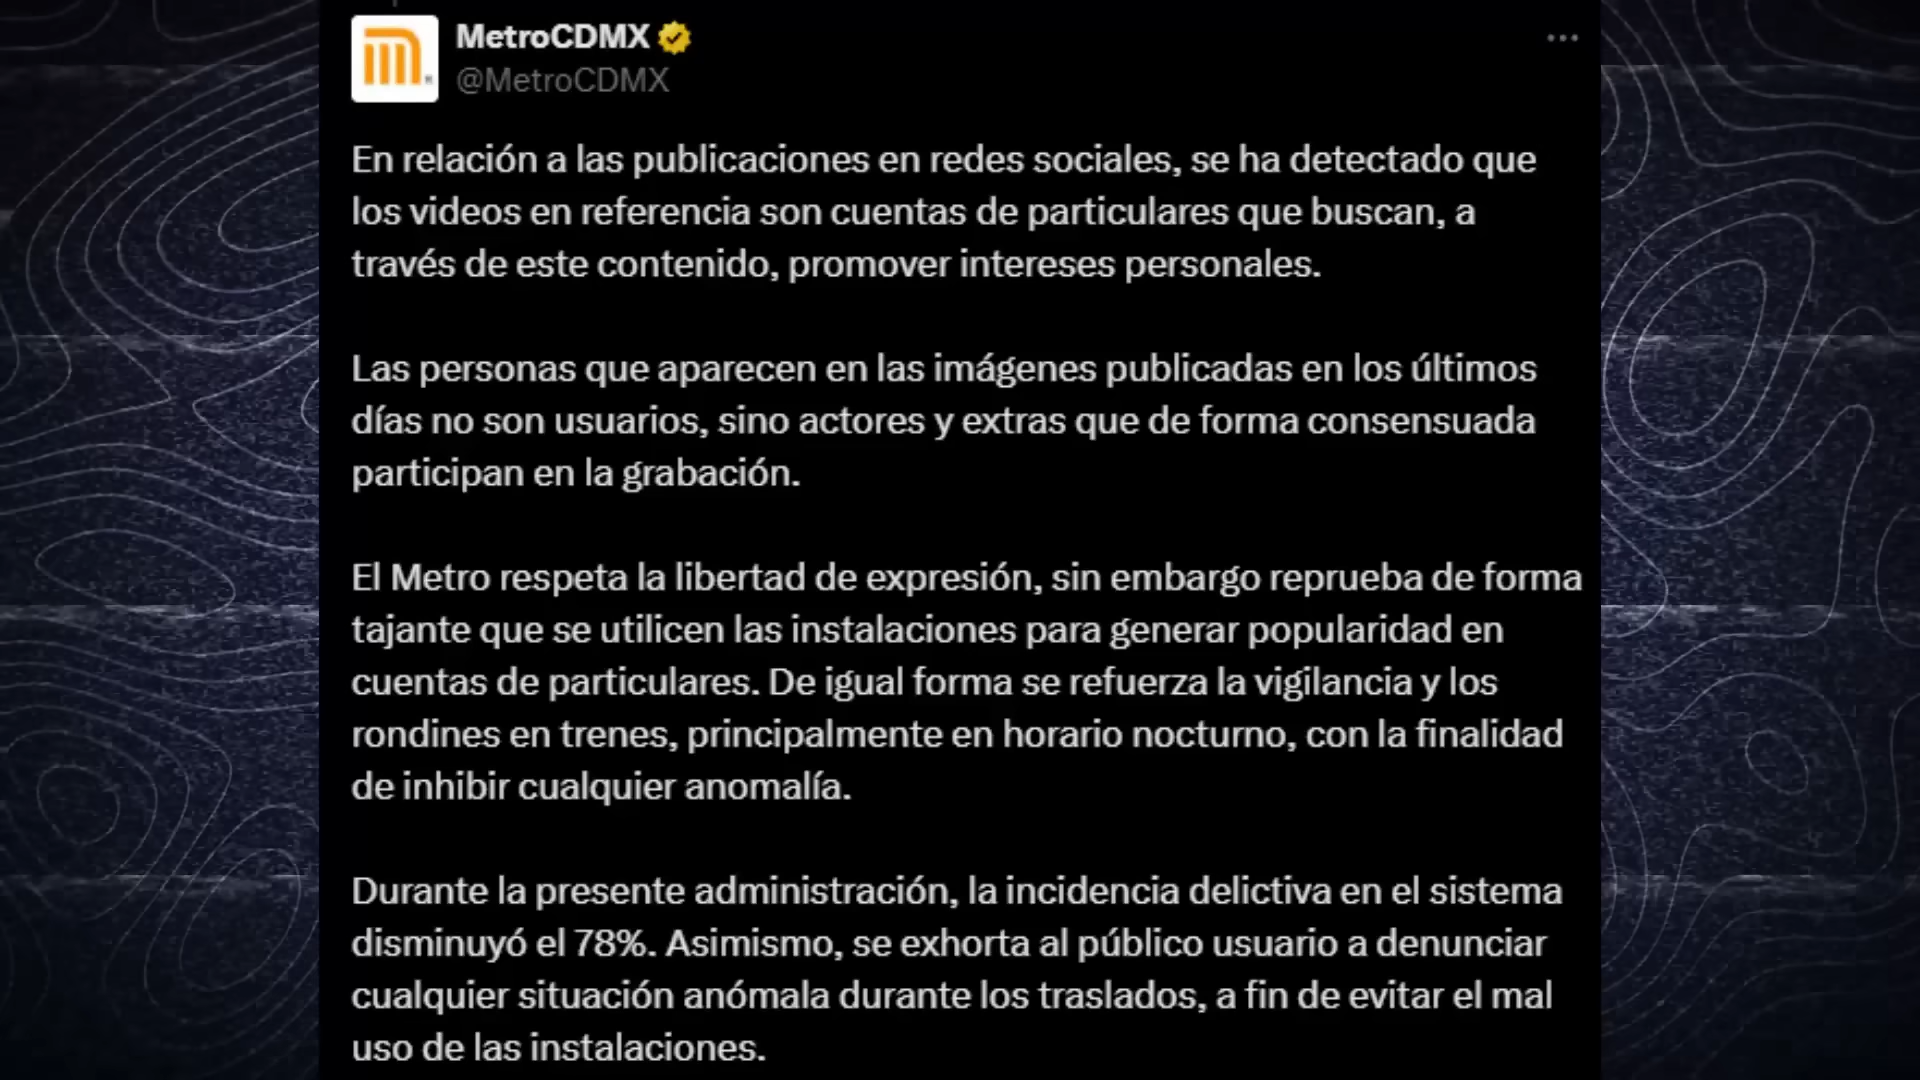 MetroCDMX
@MetroCDMX
En relación a las publicaciones en redes sociales, se ha detectado que
los videos en referencia son cuentas de particulares que buscan, a
través de este contenido, promover intereses personales.
Las personas que aparecen en las imágenes publicadas en los últimos
días no son usuarios, sino actores y extras que de forma consensuada
participan en la grabación.
El Metro respeta la libertad de expresión, sin embargo reprueba de forma
tajante que se utilicen las instalaciones para generar popularidad en
cuentas de particulares. De igual forma se refuerza la vigilancia y los
rondines en trenes, principalmente en horario nocturno, con la finalidad
de inhibir cualquier anomalía.
Durante la presente administración, la incidencia delictiva en el sistema
disminuyó el 78%. Asimismo, se exhorta al público usuario a denunciar
cualquier situación anómala durante los traslados, a fin de evitar el mal
uso de las instalaciones.